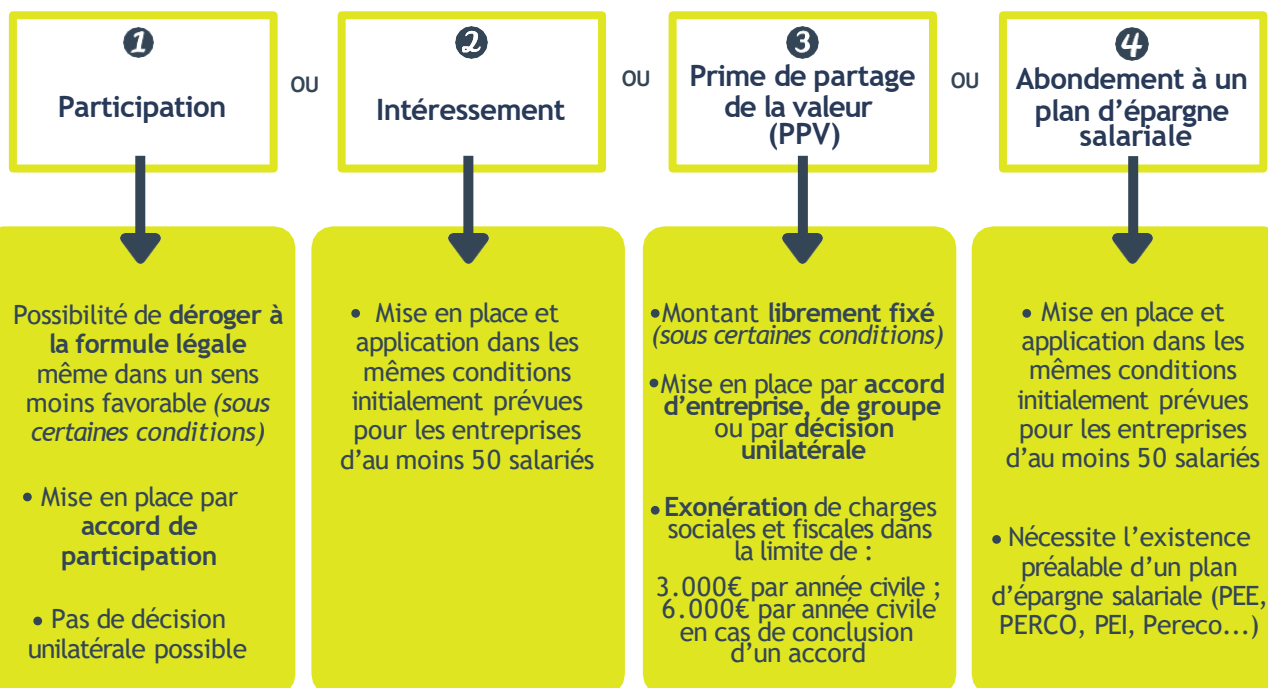 1
Participation
OU
2
Intéressement
OU
3
Prime de partage
de la valeur
(PPV)
OU
4
Abondement à un
plan d’épargne
salariale
Possibilité de déroger à
la formule légale
même dans un sens
moins favorable (sous
certaines conditions)
• Mise en place par
accord de
participation
• Pas de décision
unilatérale possible
• Mise en place et
application dans les
mêmes conditions
initialement prévues
pour les entreprises
d’au moins 50 salariés
•Montant librement fixé
(sous certaines conditions)
•Mise en place par accord
d’entreprise, de groupe
ou par décision
unilatérale
•Exonération de charges
sociales et fiscales dans
la limite de :
3.000€ par année civile ;
6.000€ par année civile
en cas de conclusion
d’un accord
• Mise en place et
application dans les
mêmes conditions
initialement prévues
pour les entreprises
d’au moins 50 salariés
• Nécessite l’existence
préalable d’un plan
d’épargne salariale (PEE,
PERCO, PEI, Pereco...)